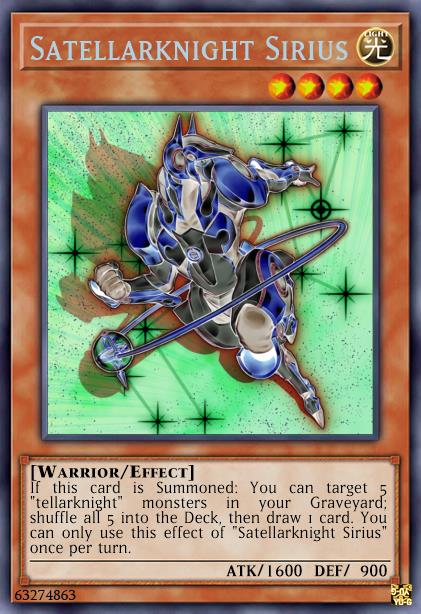 Satellarknight Sirius
LIGHT
光
[Warrior/Effect]
If this card is Summoned: You can target 5
"tellarknight" monsters in your Graveyard;
shuffle all 5 into the Deck, then draw 1 card. You
can only use this effect of "Satellarknight Sirius"
once per turn.
ATK/1600 DEF/ 900
63274863